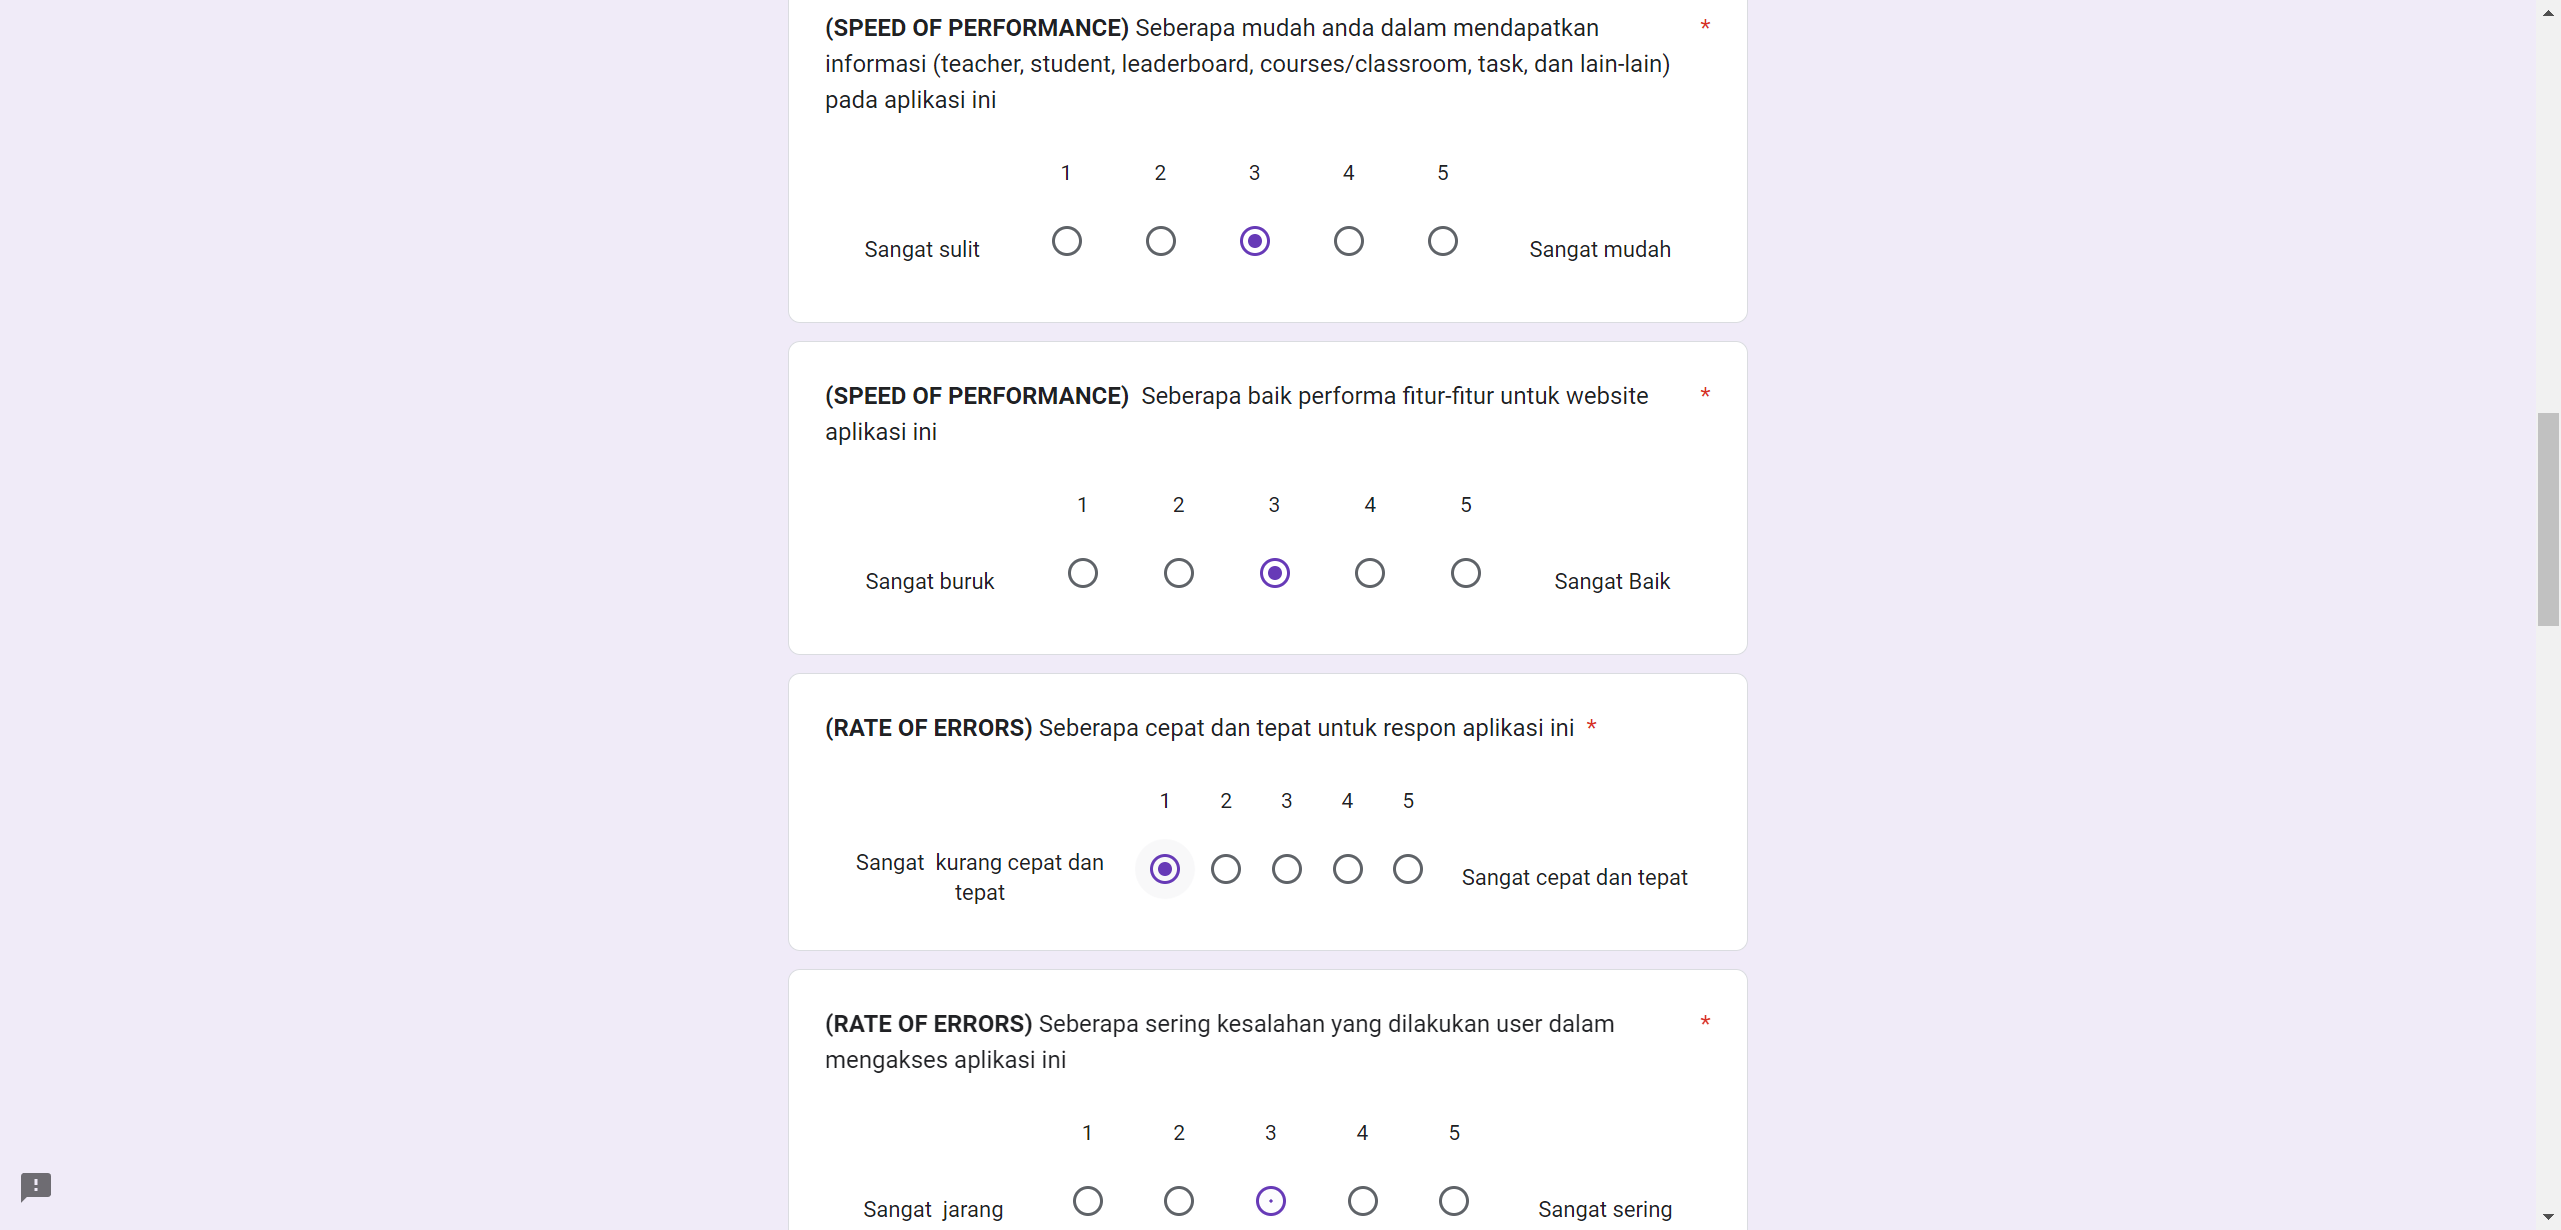 (SPEED OF PERFORMANCE) Seberapa mudah anda dalam mendapatkan *
informasi (teacher, student, leaderboard, courses/classroom, task, dan lain-lain)
pada aplikasi ini
1 2 3 4 5
Sangat sulit Sangat mudah
(SPEED OF PERFORMANCE)  Seberapa baik performa fitur-fitur untuk website *
aplikasi ini
1 2 3 4 5
Sangat buruk Sangat Baik
(RATE OF ERRORS) Seberapa cepat dan tepat untuk respon aplikasi ini *
1 2 3 4 5
Sangat  kurang cepat dan
tepat
Sangat cepat dan tepat
(RATE OF ERRORS) Seberapa sering kesalahan yang dilakukan user dalam *
mengakses aplikasi ini
1 2 3 4 5
Sangat  jarang Sangat sering